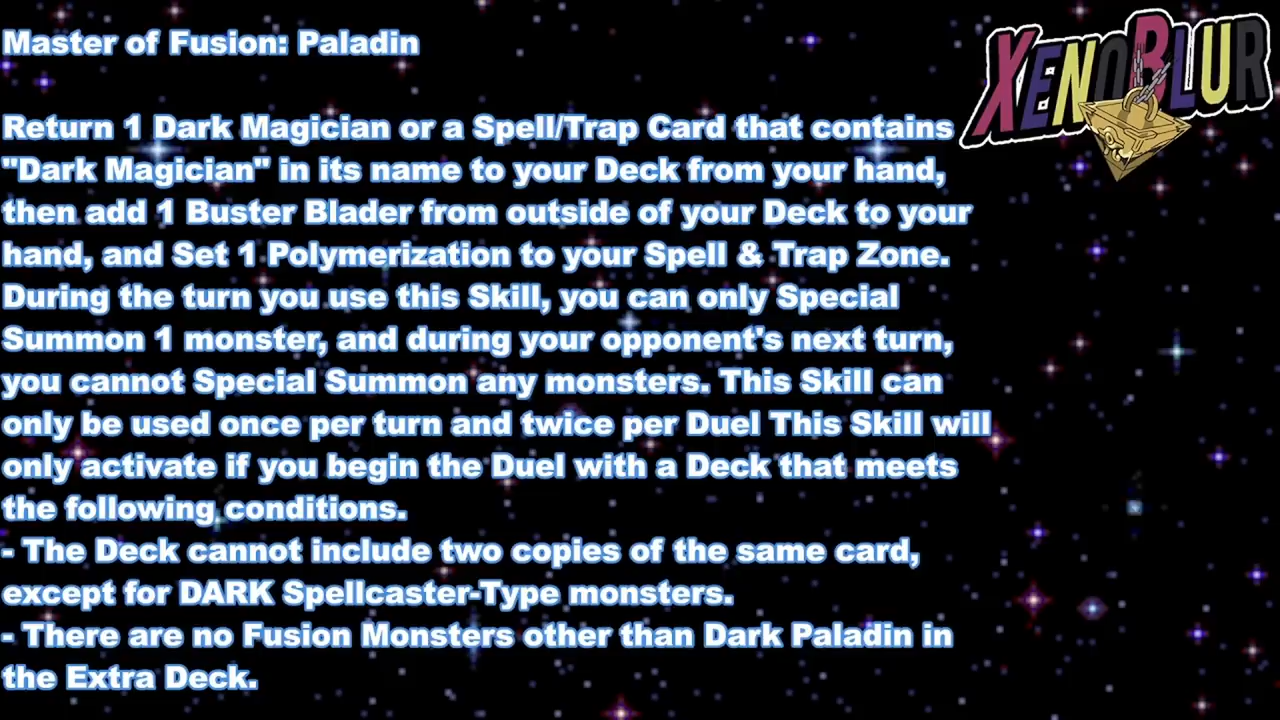 Master of Fusion: Paladin
XENOBLUR
Return 1 Dark Magician or a Spell/Trap Card that contains
"Dark Magician" in its name to your Deck from your hand,
then add 1 Buster Blader from outside of your Deck to your
hand, and Set 1 Polymerization to your Spell & Trap Zone.
During the turn you use this Skill, you can only Special
Summon 1 monster, and during your opponent's next turn,
you cannot Special Summon any monsters. This Skill can
only be used once per turn and twice per Duel This Skill will
only activate if you begin the Duel with a Deck that meets
the following conditions.
- The Deck cannot include two copies of the same card,
except for DARK Spellcaster-Type monsters.
- There are no Fusion Monsters other than Dark Paladin in
the Extra Deck.